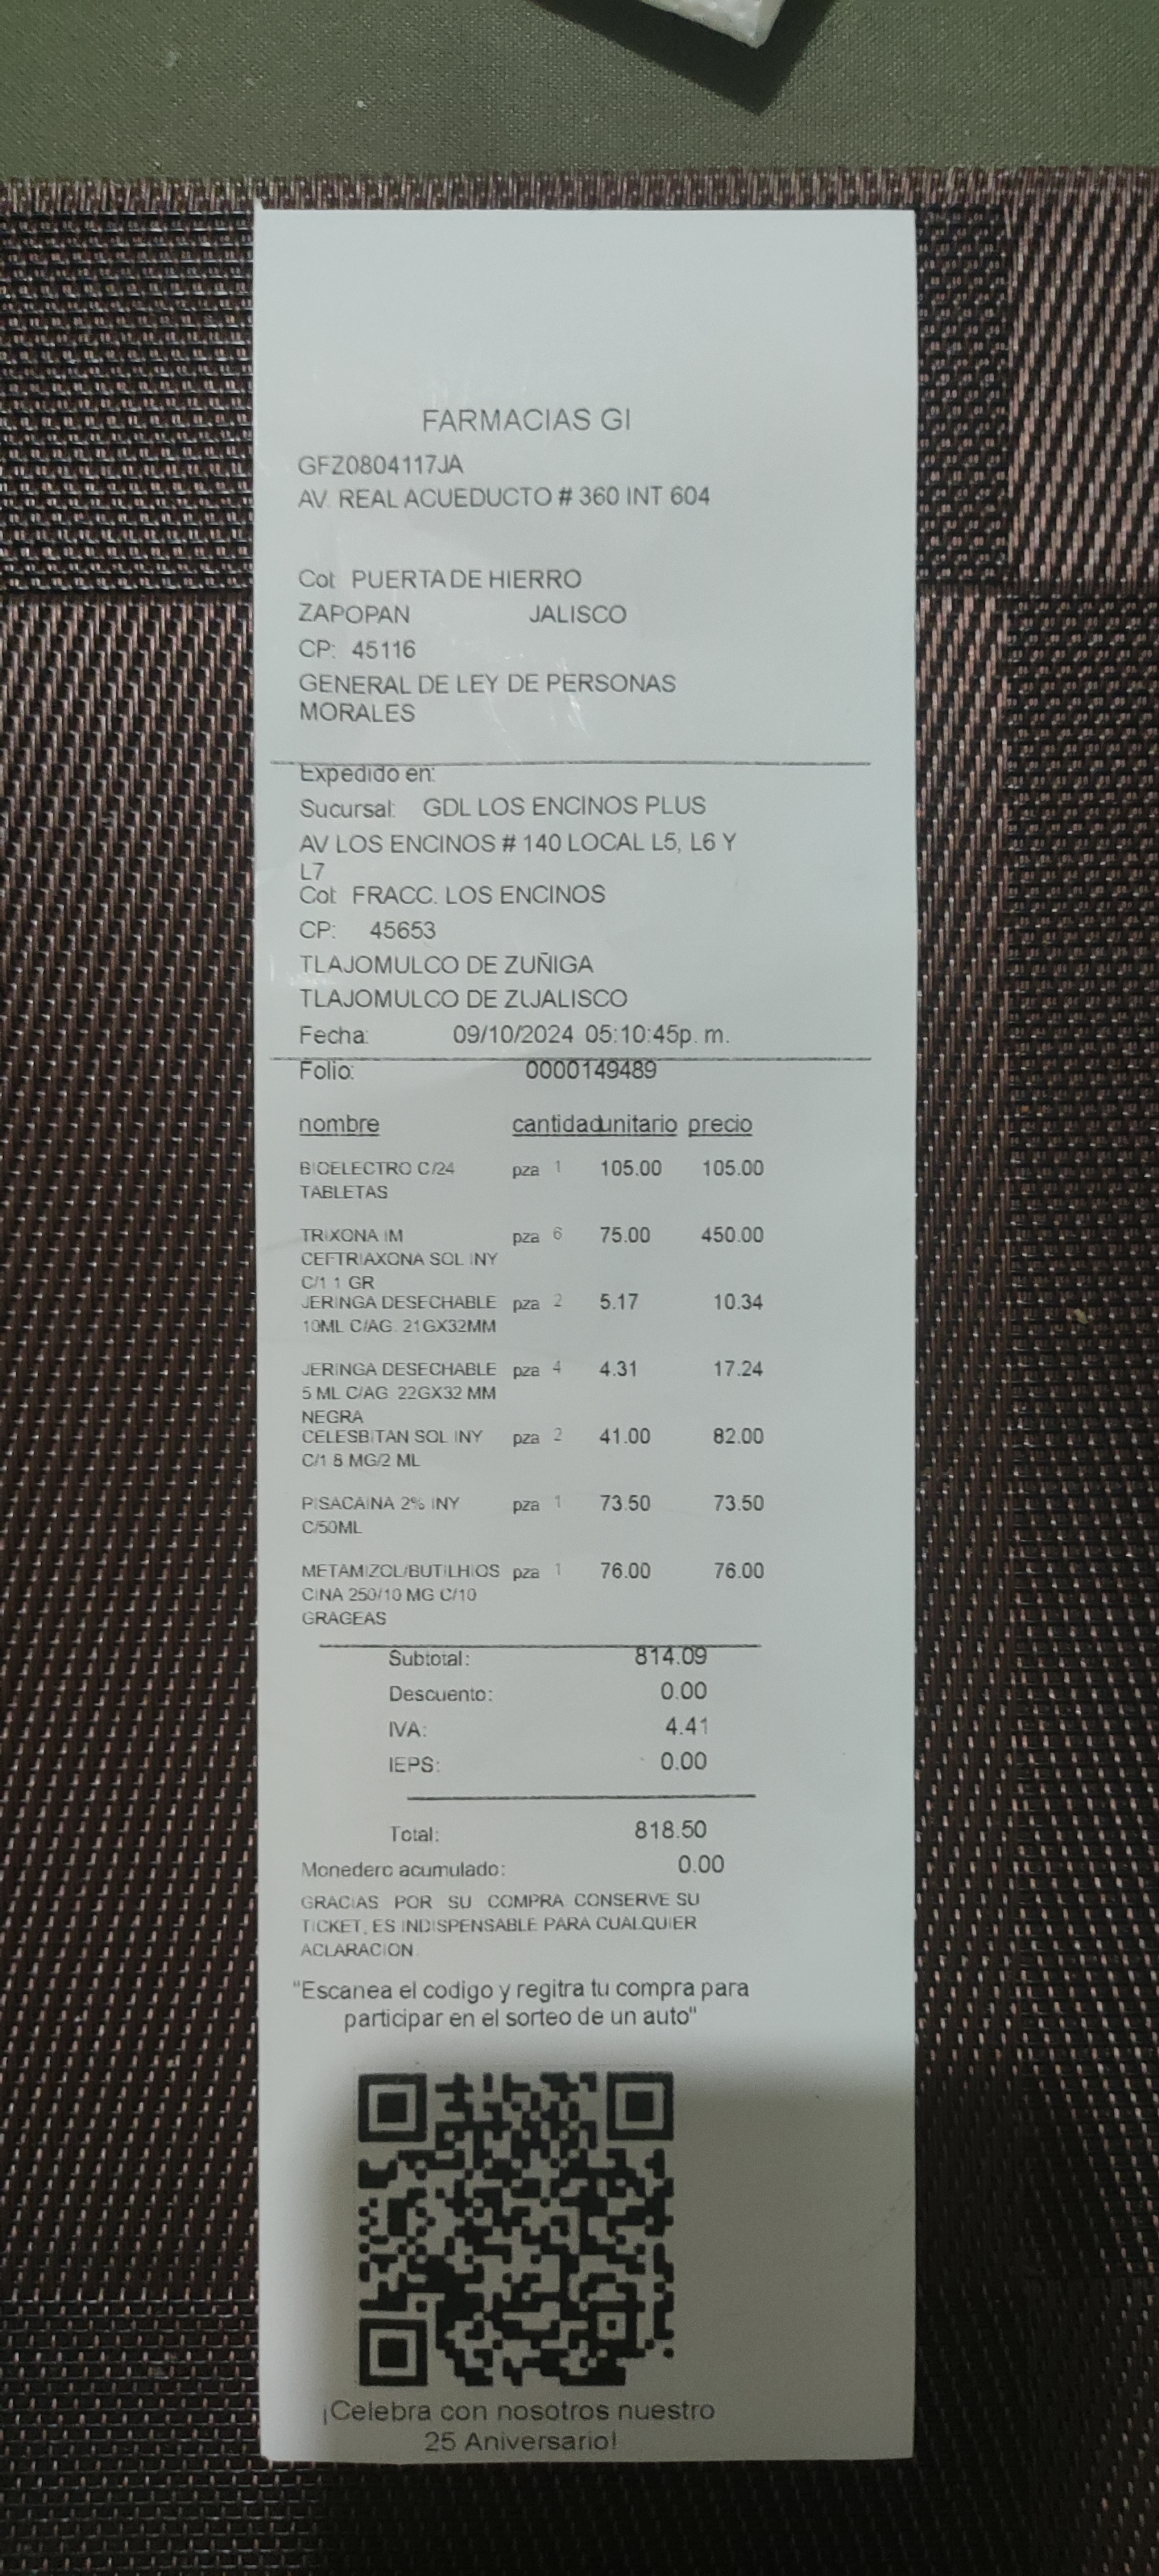 FARMACIAS GI
GFZ0804117JA
AV. REAL ACUEDUCTO # 360 INT 604
Col: PUERTA DE HIERRO
ZAPOPAN JALISCO
CP: 45116
GENERAL DE LEY DE PERSONAS
MORALES
Expedido en:
Sucursal: GDL LOS ENCINOS PLUS
AV LOS ENCINOS # 140 LOCAL L5, L6 Y
L7
Col: FRACC. LOS ENCINOS
CP: 45653
TLAJOMULCO DE ZUÑIGA
TLAJOMULCO DE ZUJALISCO
Fecha: 09/10/2024 05:10:45p. m.
Folio: 0000149489
nombre cantidad unitario precio
BIOELECTRO C/24 pza 1 105.00 105.00
TABLETAS
TRIXONA IM pza 6 75.00 450.00
CEFTRIAXONA SOL INY
C/1 1 GR
JERINGA DESECHABLE pza 2 5.17 10.34
10ML C/AG. 21GX32MM
JERINGA DESECHABLE pza 4 4.31 17.24
5 ML C/AG 22GX32 MM
NEGRA
CELESBITAN SOL INY pza 2 41.00 82.00
C/1 8 MG/2 ML
PISACAINA 2% INY pza 1 73.50 73.50
C/50ML
METAMIZOL/BUTILHIOS pza 1 76.00 76.00
CINA 250/10 MG C/10
GRAGEAS
Subtotal: 814.09
Descuento: 0.00
IVA: 4.41
IEPS: 0.00
Total: 818.50
Monedero acumulado: 0.00
GRACIAS POR SU COMPRA CONSERVE SU
TICKET, ES INDISPENSABLE PARA CUALQUIER
ACLARACION.
"Escanea el codigo y regitra tu compra para
participar en el sorteo de un auto"
¡Celebra con nosotros nuestro
25 Aniversario!